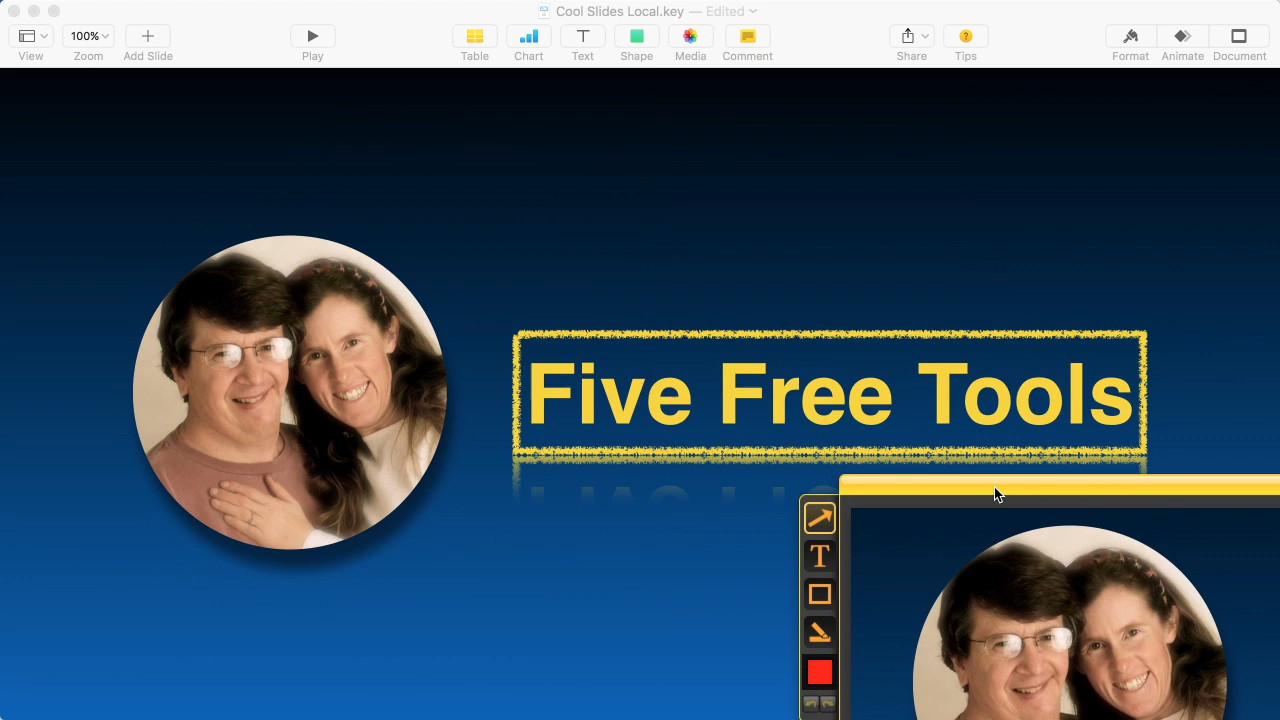 Cool Slides Local.key — Edited
100%
View Zoom Add Slide Play Table Chart Text Shape Media Comment Share Tips Format Animate Document
Five Free Tools
T